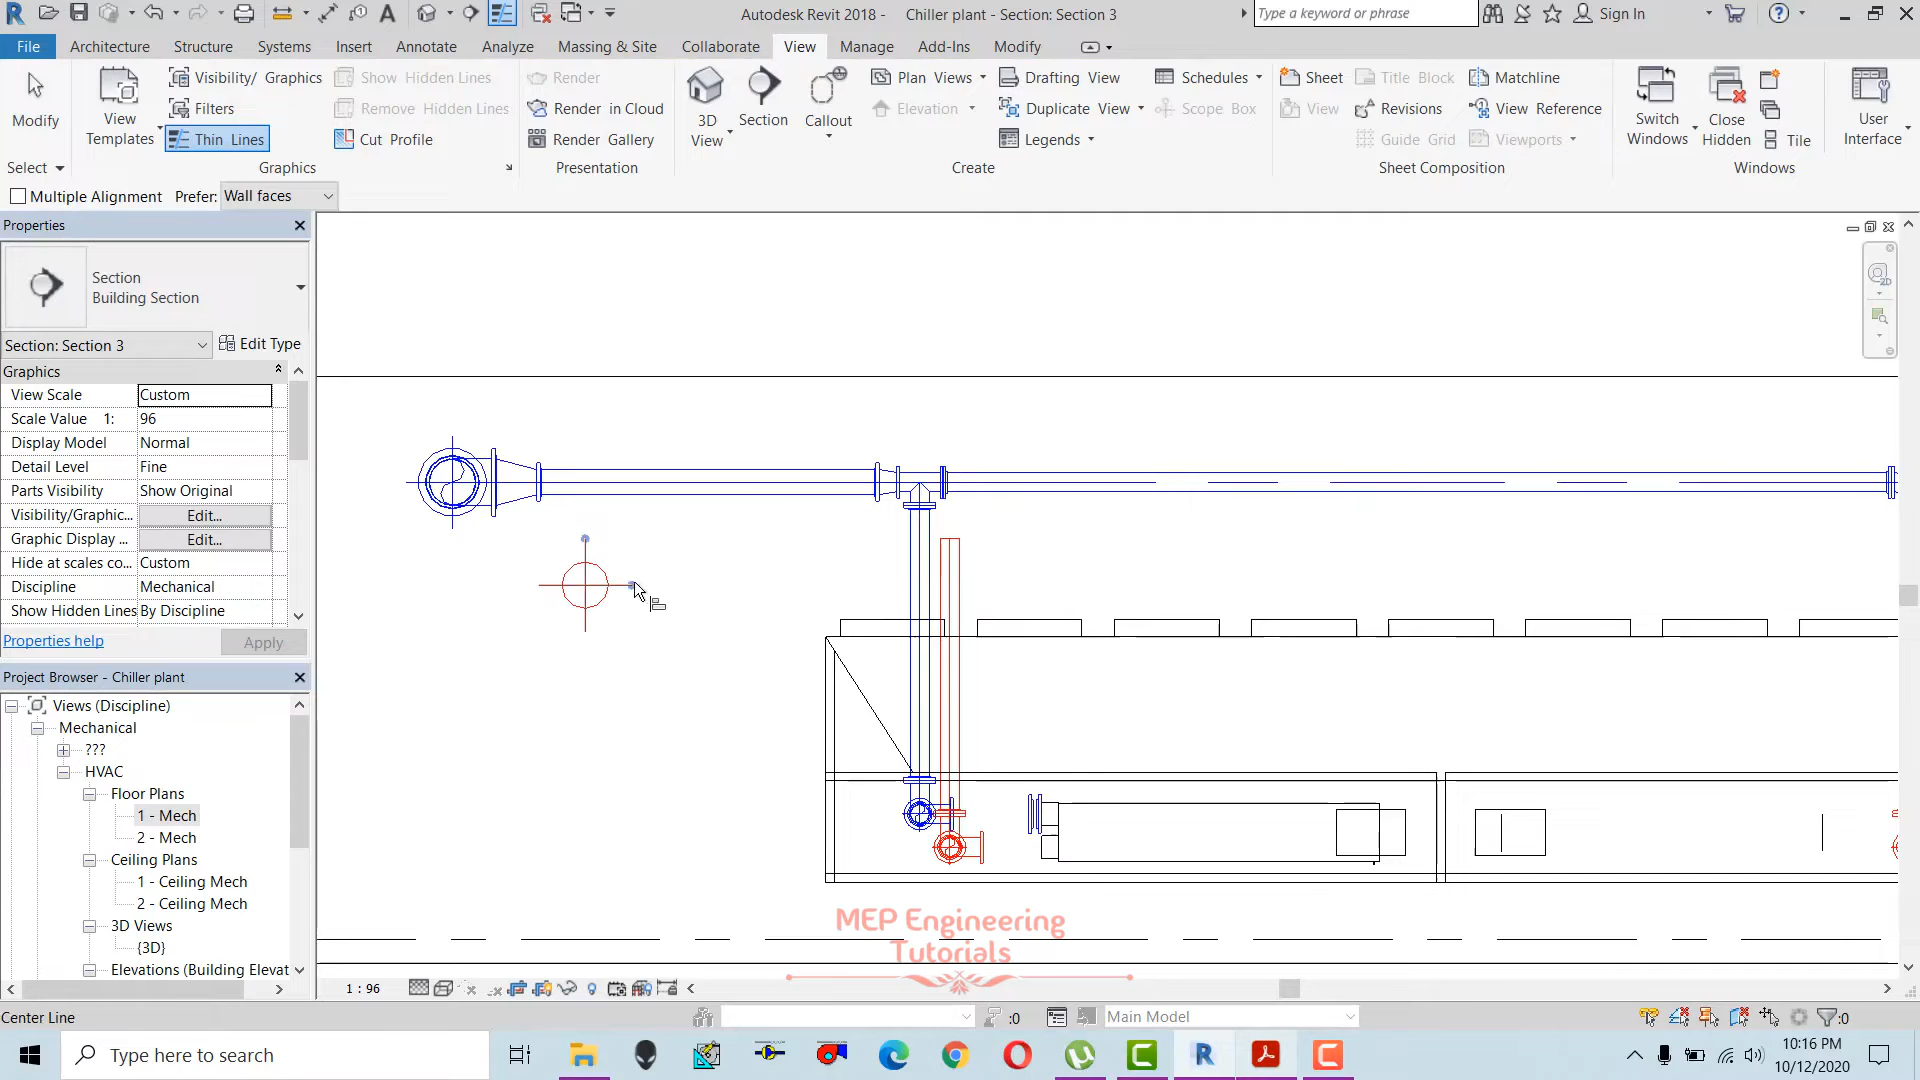 Autodesk Revit 2018 - Chiller plant - Section: Section 3
Type a keyword or phrase
Sign In
File Architecture Structure Systems Insert Annotate Analyze Massing & Site Collaborate View Manage Add-Ins Modify
Modify
View Templates
Visibility/ Graphics
Filters
Thin Lines
Show Hidden Lines
Remove Hidden Lines
Cut Profile
Render
Render in Cloud
Render Gallery
3D View
Section
Callout
Plan Views
Elevation
Drafting View
Duplicate View
Legends
Schedules
Scope Box
Sheet
View
Title Block
Revisions
Guide Grid
Matchline
View Reference
Viewports
Switch Windows
Close Hidden
Tile
User Interface
Select Graphics Presentation Create Sheet Composition Windows
Multiple Alignment Prefer: Wall faces
Properties
Section
Building Section
Section: Section 3 Edit Type
Graphics
View Scale Custom
Scale Value 1: 96
Display Model Normal
Detail Level Fine
Parts Visibility Show Original
Visibility/Graphic... Edit...
Graphic Display ... Edit...
Hide at scales co... Custom
Discipline Mechanical
Show Hidden Lines By Discipline
Properties help Apply
Project Browser - Chiller plant
Views (Discipline)
Mechanical
???
HVAC
Floor Plans
1 - Mech
2 - Mech
Ceiling Plans
1 - Ceiling Mech
2 - Ceiling Mech
3D Views
{3D}
Elevations (Building Elevat
2D
MEP Engineering
Tutorials
1 : 96
Center Line
:0
Main Model
:0
Type here to search
10:16 PM
10/12/2020